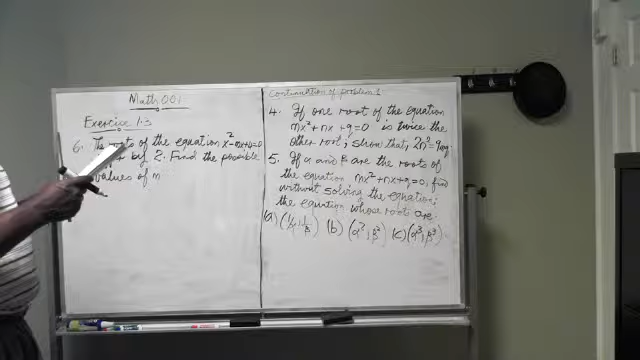 Math 001
Exercise 1.3
6. The roots of the equation x²-mx+
by 2. Find the possible
values of m
Continuation of problem 1
4. If one root of the equation
mx²+nx+q=0 is twice the
other root, show that, 2n²=9mq
5. If α and β are the roots of
the equation mx²+nx+q=0, find
without solving the equation,
the equation whose roots are
(a) (1/α, 1/β) (b) (α², β²) (c) (α³, β³)